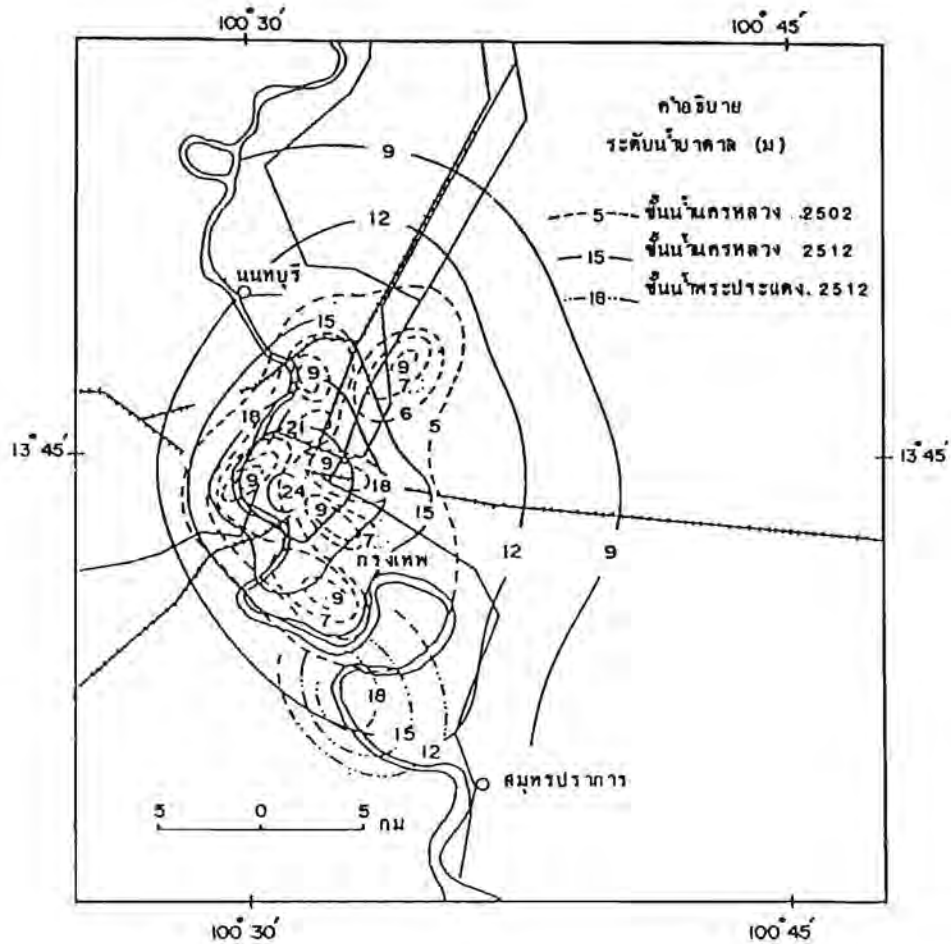 100° 30′ 100° 45′
คำอธิบาย
ระดับน้ำบาดาล (ม)
5 ชั้นน้ำนครหลวง .2502
15 ชั้นน้ำนครหลวง 2512
18 ชั้นน้ำพระประแดง.2512
9
12
นนทบุรี
15
9
9
7
6
5
18
21
13° 45′ 13° 45′
7
9
9
18
24
15
9
7
กรุงเทพ
12 9
9
7
18
15
12
สมุทรปราการ
5 0 5 กม
100° 30′ 100° 45′